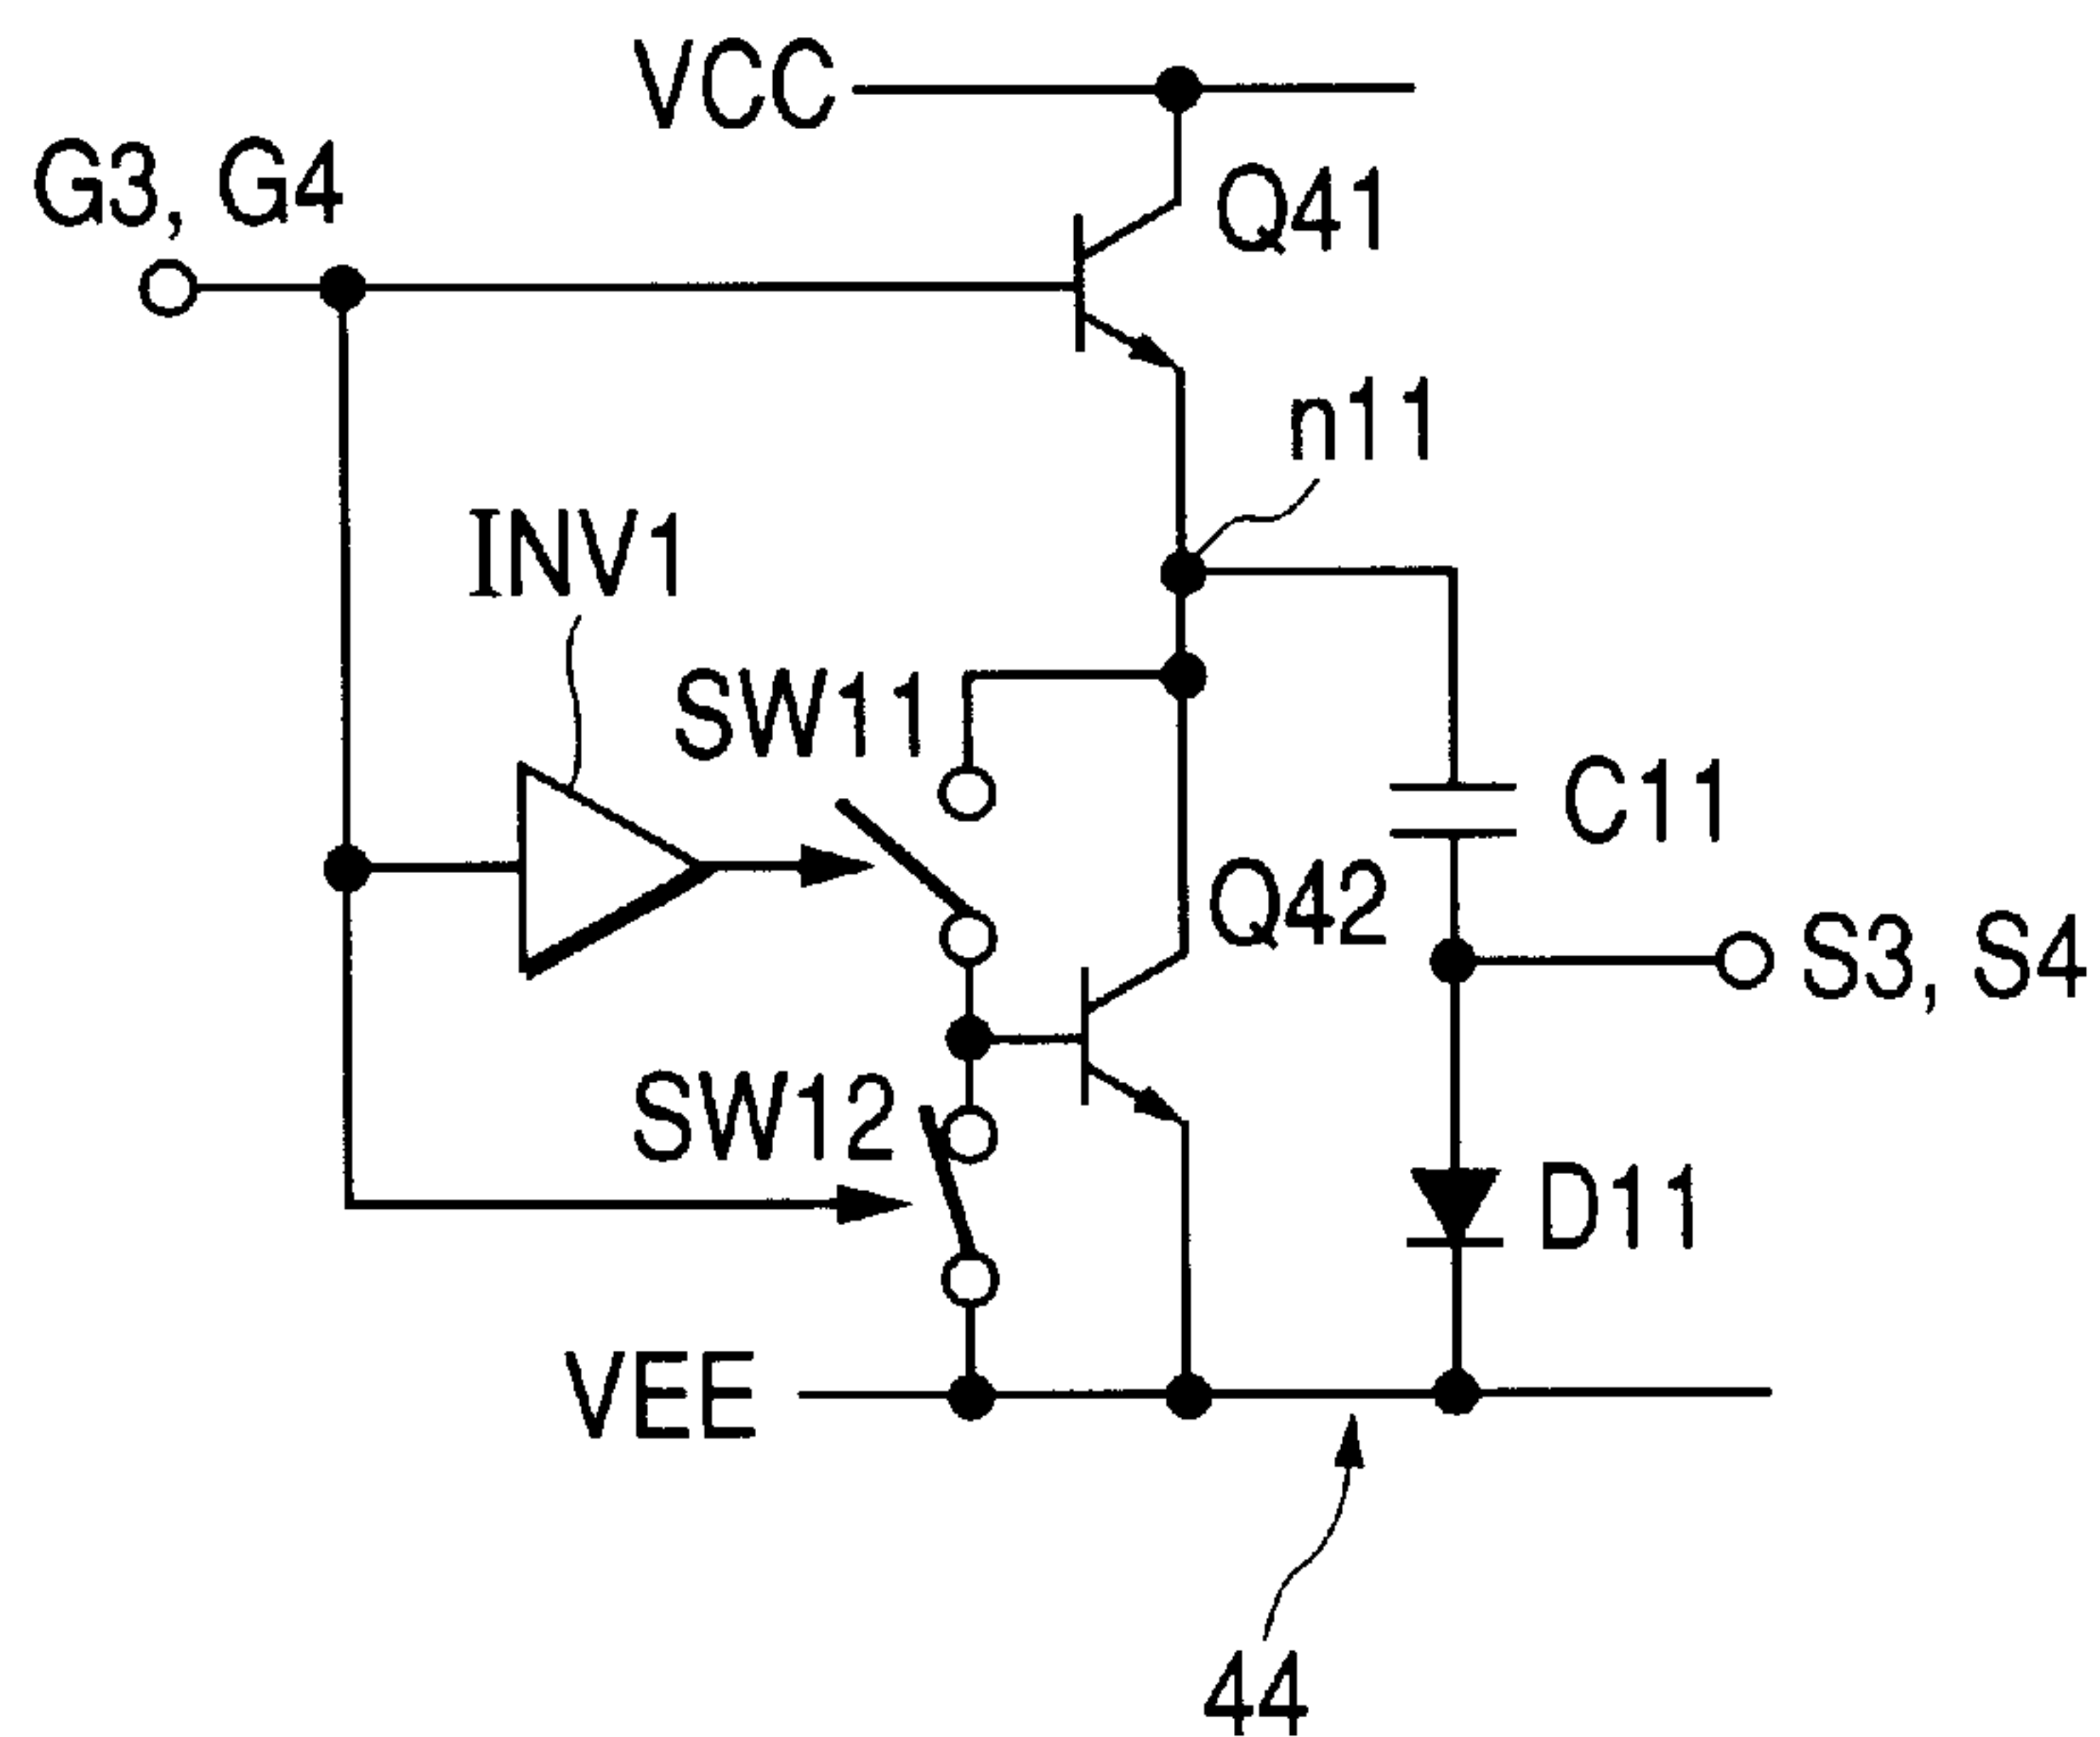 VCC
G3, G4
Q41
n11
INV1
SW11
C11
Q42
S3, S4
SW12
D11
VEE
44